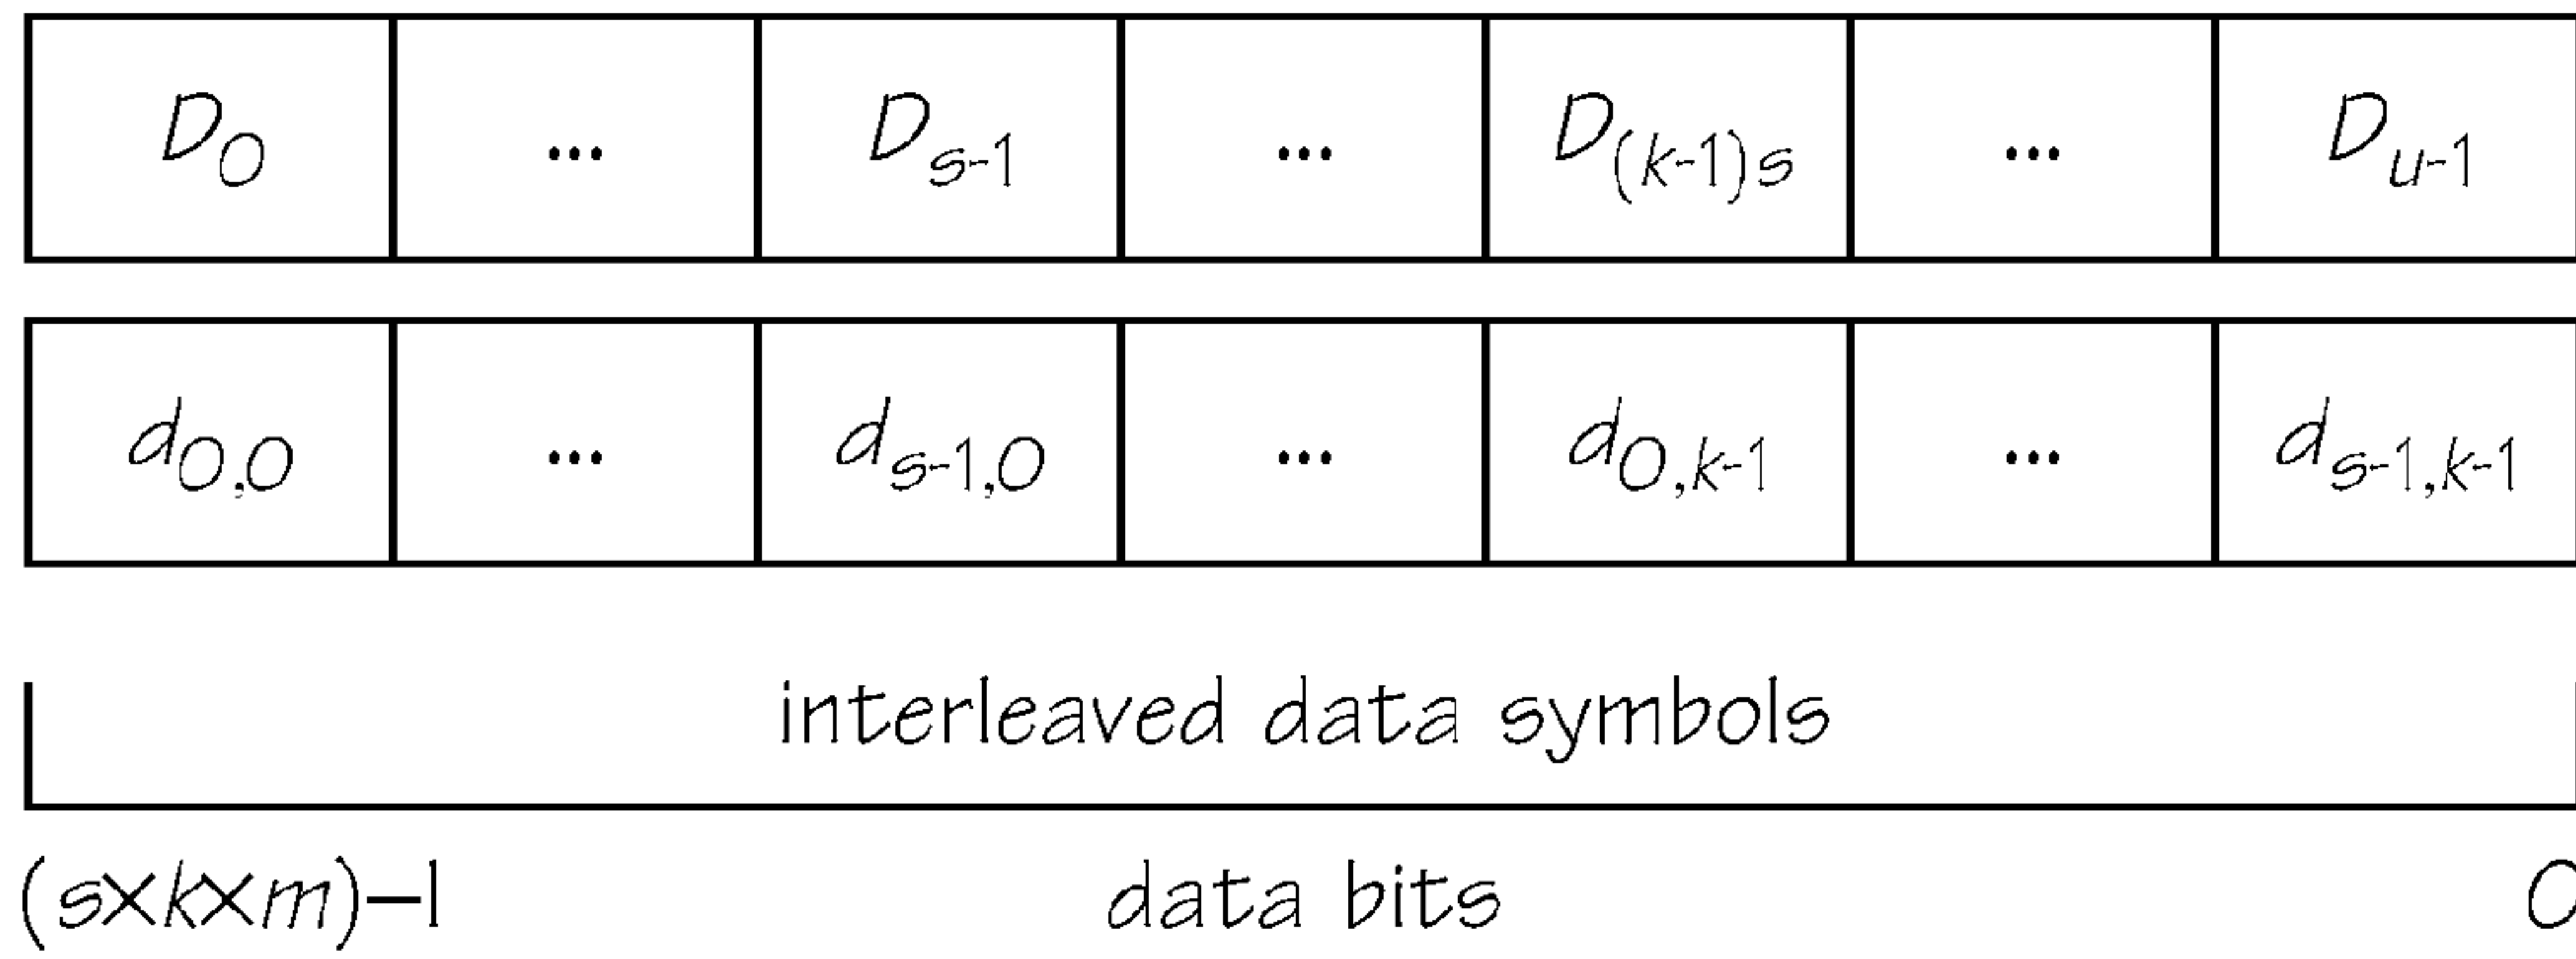 D₀ ... Dₛ₋₁ ... D₍ₖ₋₁₎ₛ ... Dᵤ₋₁
d₀,₀ ... dₛ₋₁,₀ ... d₀,ₖ₋₁ ... dₛ₋₁,ₖ₋₁
interleaved data symbols
(s×k×m)−1 data bits 0